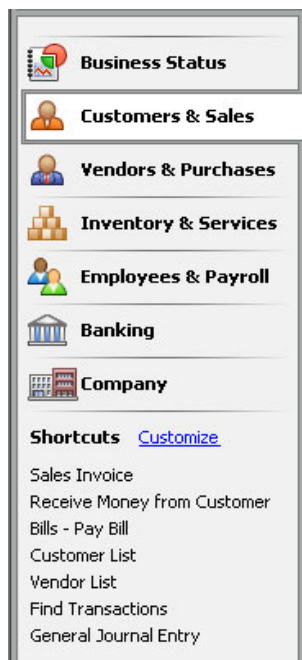 Business Status
Customers & Sales
Vendors & Purchases
Inventory & Services
Employees & Payroll
Banking
Company
Shortcuts Customize
Sales Invoice
Receive Money from Customer
Bills - Pay Bill
Customer List
Vendor List
Find Transactions
General Journal Entry